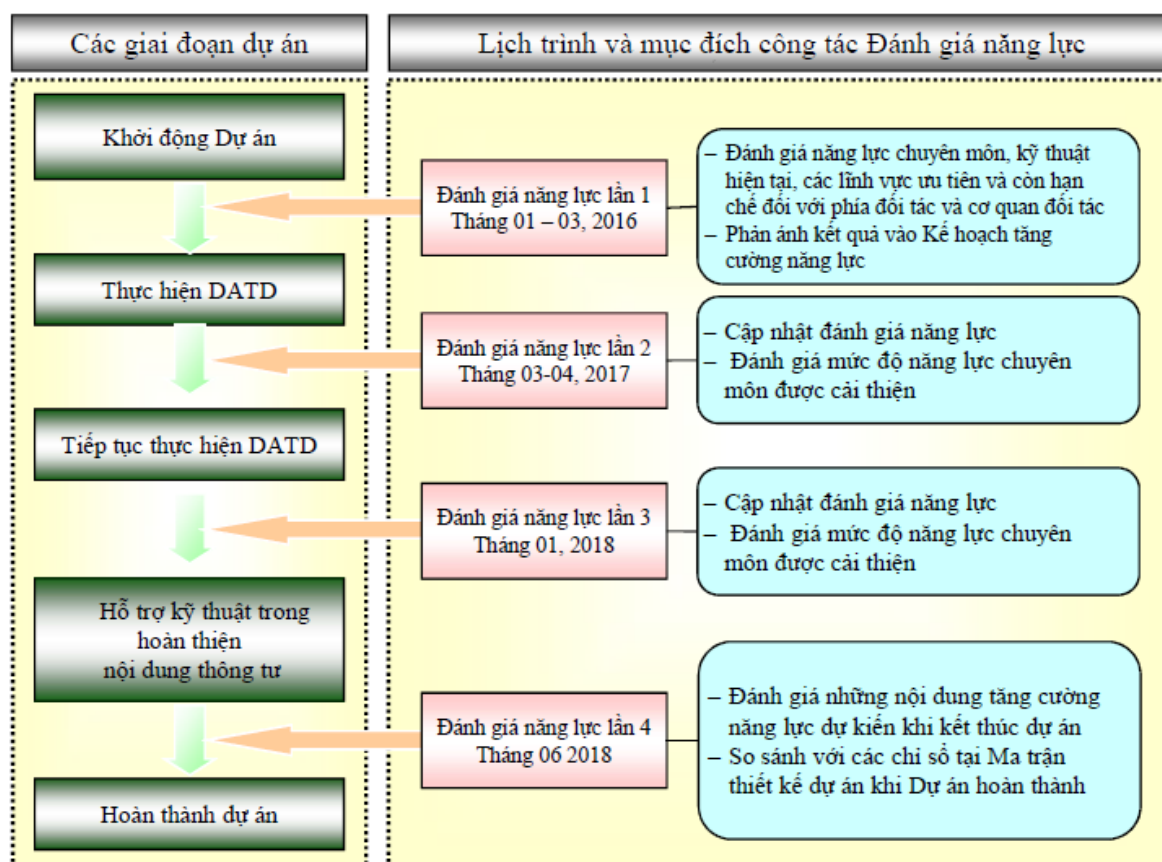 Các giai đoạn dự án
Lịch trình và mục đích công tác Đánh giá năng lực
Khởi động Dự án
Đánh giá năng lực lần 1
Tháng 01 – 03, 2016
– Đánh giá năng lực chuyên môn, kỹ thuật
hiện tại, các lĩnh vực ưu tiên và còn hạn
chế đối với phía đối tác và cơ quan đối tác
– Phản ánh kết quả vào Kế hoạch tăng
cường năng lực
Thực hiện DATD
Đánh giá năng lực lần 2
Tháng 03-04, 2017
– Cập nhật đánh giá năng lực
– Đánh giá mức độ năng lực chuyên
môn được cải thiện
Tiếp tục thực hiện DATD
Đánh giá năng lực lần 3
Tháng 01, 2018
– Cập nhật đánh giá năng lực
– Đánh giá mức độ năng lực chuyên
môn được cải thiện
Hỗ trợ kỹ thuật trong
hoàn thiện
nội dung thông tư
Đánh giá năng lực lần 4
Tháng 06 2018
– Đánh giá những nội dung tăng cường
năng lực dự kiến khi kết thúc dự án
– So sánh với các chỉ số tại Ma trận
thiết kế dự án khi Dự án hoàn thành
Hoàn thành dự án